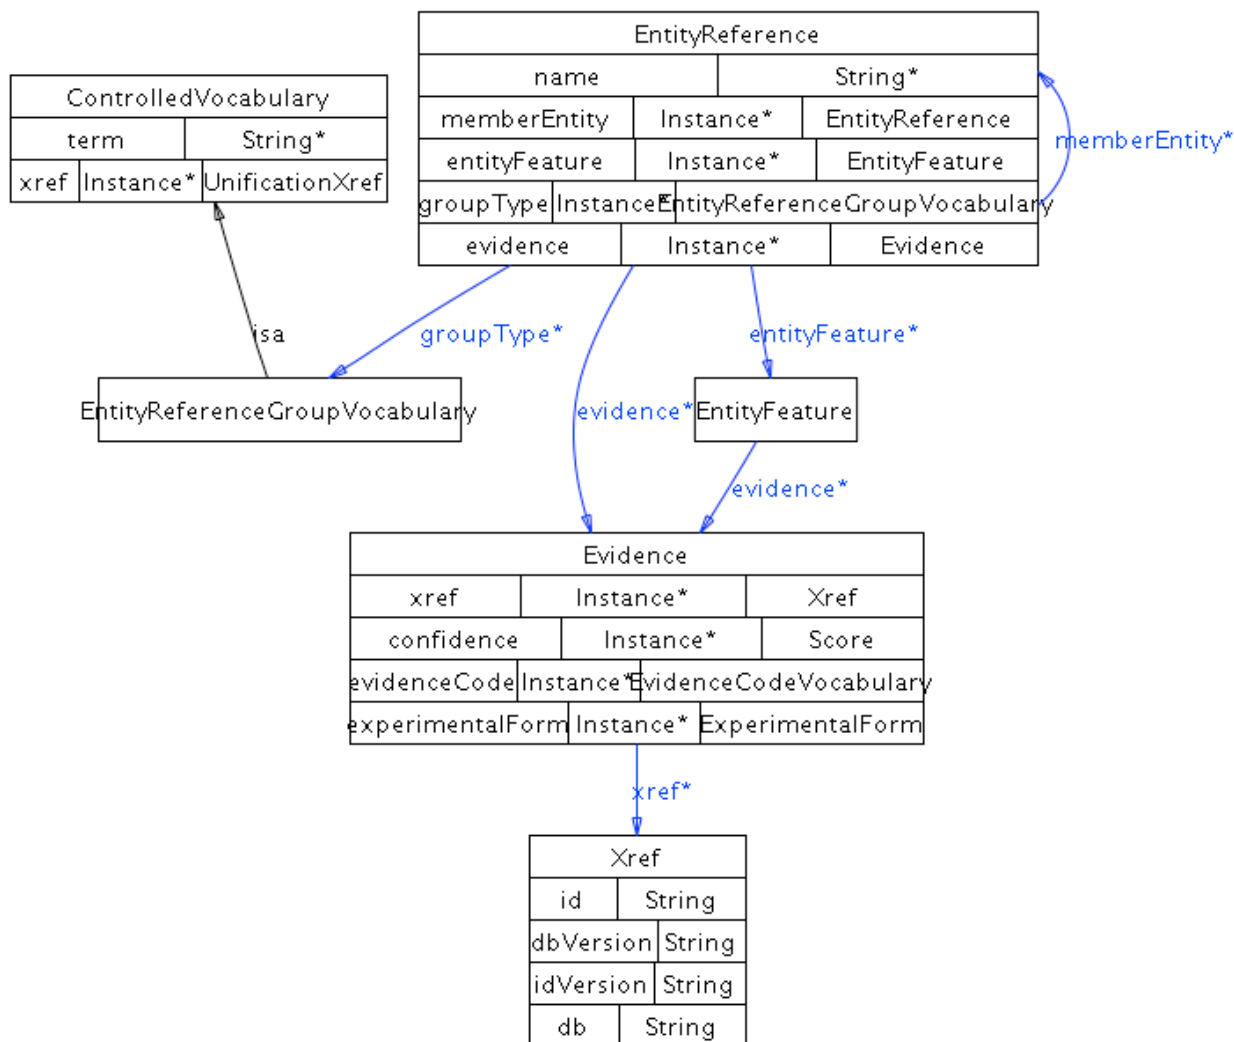 EntityReference
name String*
memberEntity Instance* EntityReference
entityFeature Instance* EntityFeature
groupType Instance* EntityReferenceGroupVocabulary
evidence Instance* Evidence
memberEntity*
ControlledVocabulary
term String*
xref Instance* UnificationXref
isa
groupType*
entityFeature*
EntityReferenceGroupVocabulary
evidence*
EntityFeature
evidence*
Evidence
xref Instance* Xref
confidence Instance* Score
evidenceCode Instance* EvidenceCodeVocabulary
experimentalForm Instance* ExperimentalForm
xref*
Xref
id String
dbVersion String
idVersion String
db String